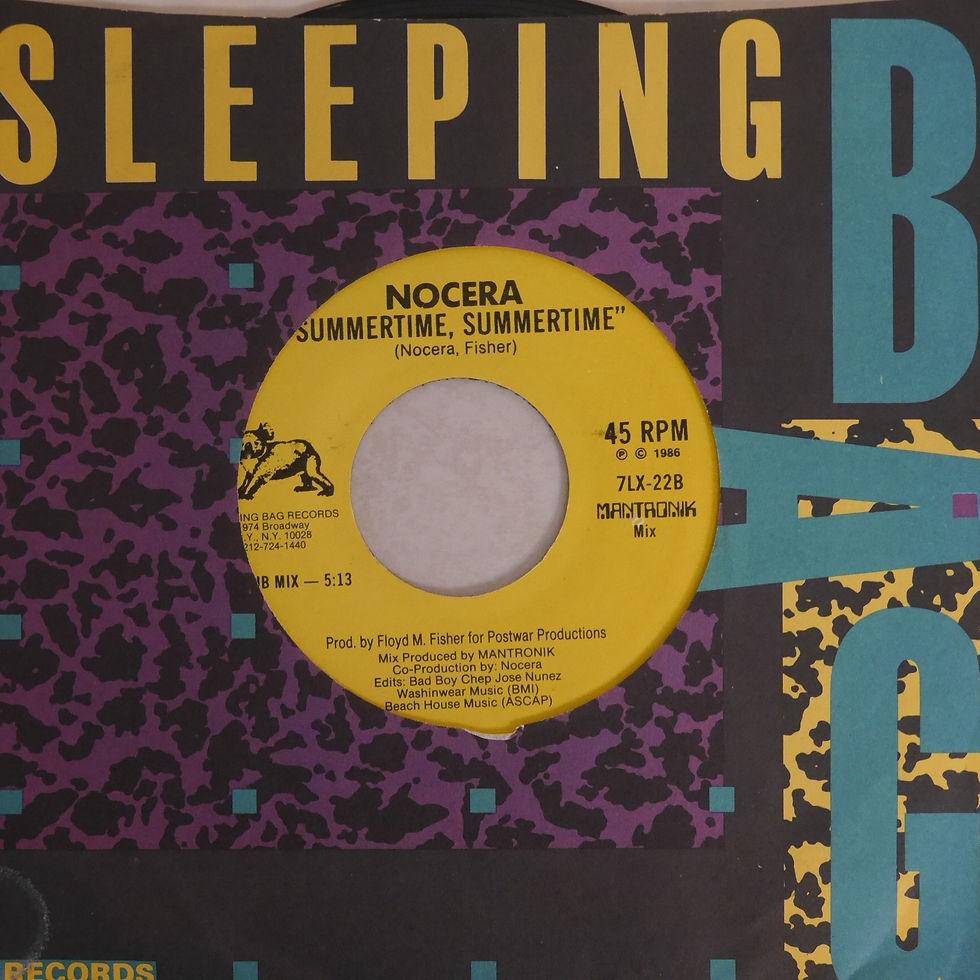 SLEEPING
BAG
RECORDS
NOCERA
SUMMERTIME, SUMMERTIME”
(Nocera, Fisher)
45 RPM
Ⓟ © 1986
7LX-22B
MANTRONIK
Mix
ING BAG RECORDS
974 Broadway
.Y., N.Y. 10028
212-724-1440
UB MIX — 5:13
Prod. by Floyd M. Fisher for Postwar Productions
Mix Produced by MANTRONIK
Co-Production by: Nocera
Edits: Bad Boy Chep Jose Nunez
Washinwear Music (BMI)
Beach House Music (ASCAP)